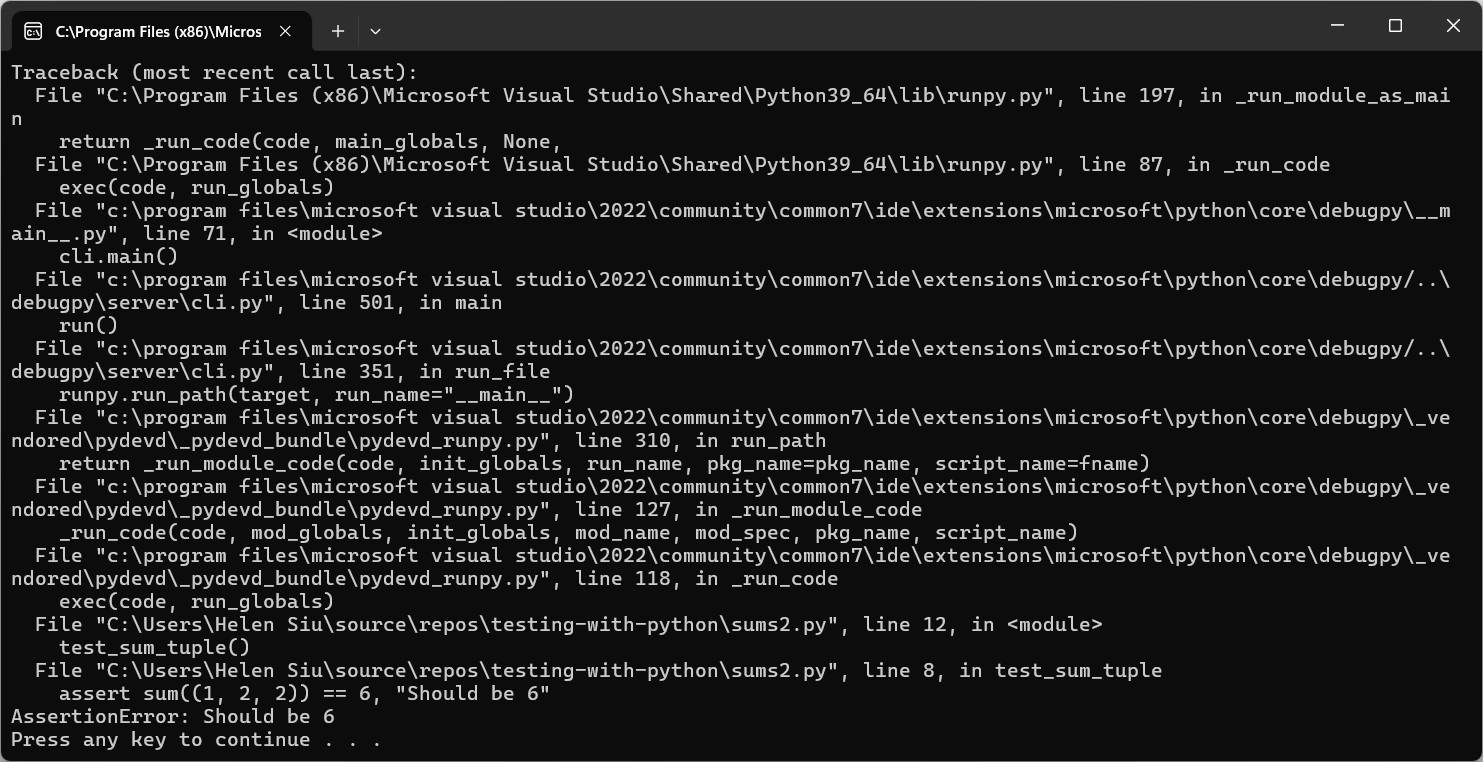 C:\Program Files (x86)\Micros
Traceback (most recent call last):
  File "C:\Program Files (x86)\Microsoft Visual Studio\Shared\Python39_64\lib\runpy.py", line 197, in _run_module_as_mai
n
    return _run_code(code, main_globals, None,
  File "C:\Program Files (x86)\Microsoft Visual Studio\Shared\Python39_64\lib\runpy.py", line 87, in _run_code
    exec(code, run_globals)
  File "c:\program files\microsoft visual studio\2022\community\common7\ide\extensions\microsoft\python\core\debugpy\__m
ain__.py", line 71, in <module>
    cli.main()
  File "c:\program files\microsoft visual studio\2022\community\common7\ide\extensions\microsoft\python\core\debugpy/..\
debugpy\server\cli.py", line 501, in main
    run()
  File "c:\program files\microsoft visual studio\2022\community\common7\ide\extensions\microsoft\python\core\debugpy/..\
debugpy\server\cli.py", line 351, in run_file
    runpy.run_path(target, run_name="__main__")
  File "c:\program files\microsoft visual studio\2022\community\common7\ide\extensions\microsoft\python\core\debugpy\_ve
ndored\pydevd\_pydevd_bundle\pydevd_runpy.py", line 310, in run_path
    return _run_module_code(code, init_globals, run_name, pkg_name=pkg_name, script_name=fname)
  File "c:\program files\microsoft visual studio\2022\community\common7\ide\extensions\microsoft\python\core\debugpy\_ve
ndored\pydevd\_pydevd_bundle\pydevd_runpy.py", line 127, in _run_module_code
    _run_code(code, mod_globals, init_globals, mod_name, mod_spec, pkg_name, script_name)
  File "c:\program files\microsoft visual studio\2022\community\common7\ide\extensions\microsoft\python\core\debugpy\_ve
ndored\pydevd\_pydevd_bundle\pydevd_runpy.py", line 118, in _run_code
    exec(code, run_globals)
  File "C:\Users\Helen Siu\source\repos\testing-with-python\sums2.py", line 12, in <module>
    test_sum_tuple()
  File "C:\Users\Helen Siu\source\repos\testing-with-python\sums2.py", line 8, in test_sum_tuple
    assert sum((1, 2, 2)) == 6, "Should be 6"
AssertionError: Should be 6
Press any key to continue . . .